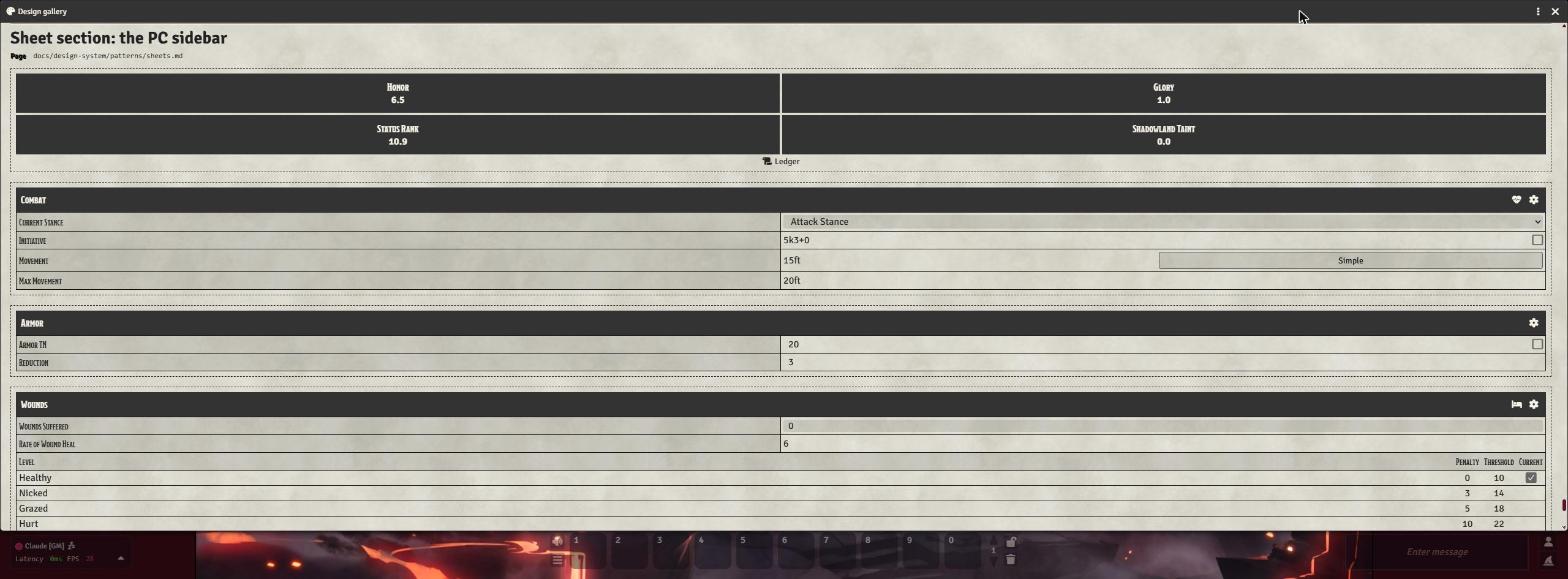 Design gallery
Sheet section: the PC sidebar
Page docs/design-system/patterns/sheets.md
Honor Glory
6.5 1.0
Status Rank Shadowland Taint
10.9 0.0
Ledger
Combat
Current Stance Attack Stance
Initiative 5k3+0
Movement 15ft Simple
Max Movement 20ft
Armor
Armor TN 20
Reduction 3
Wounds
Wounds Suffered 0
Rate of Wound Heal 6
Level Penalty Threshold Current
Healthy 0 10
Nicked 3 14
Grazed 5 18
Hurt 10 22
Claude [GM] 1 2 3 4 5 6 7 8 9 0
Latency 0ms FPS 28 1 Enter message